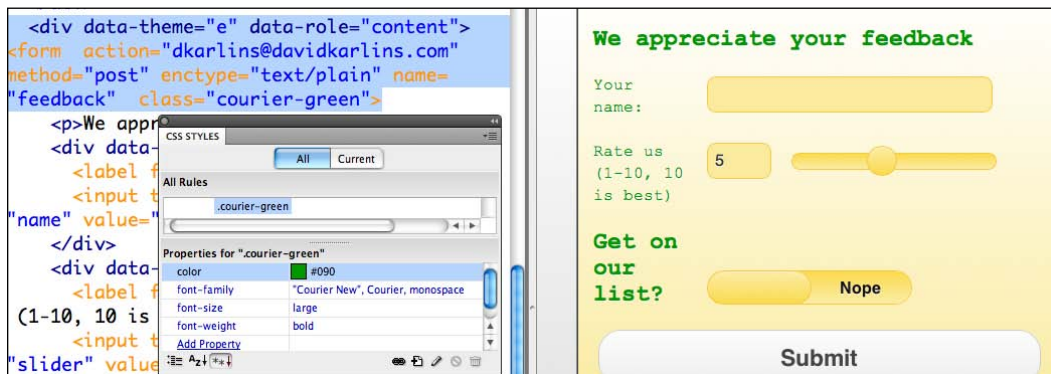 <div data-theme="e" data-role="content">
<form  action="dkarlins@davidkarlins.com"
method="post" enctype="text/plain" name=
"feedback"  class="courier-green">
<p>We appr
<div data-
<label f
<input t
"name" value="
</div>
<div data-
<label f
(1-10, 10 is
<input t
"slider" value
CSS STYLES
All
Current
All Rules
.courier-green
Properties for ".courier-green"
color #090
font-family "Courier New", Courier, monospace
font-size large
font-weight bold
Add Property
We appreciate your feedback
Your
name:
Rate us
(1-10, 10
is best)
5
Get on
our
list?
Nope
Submit